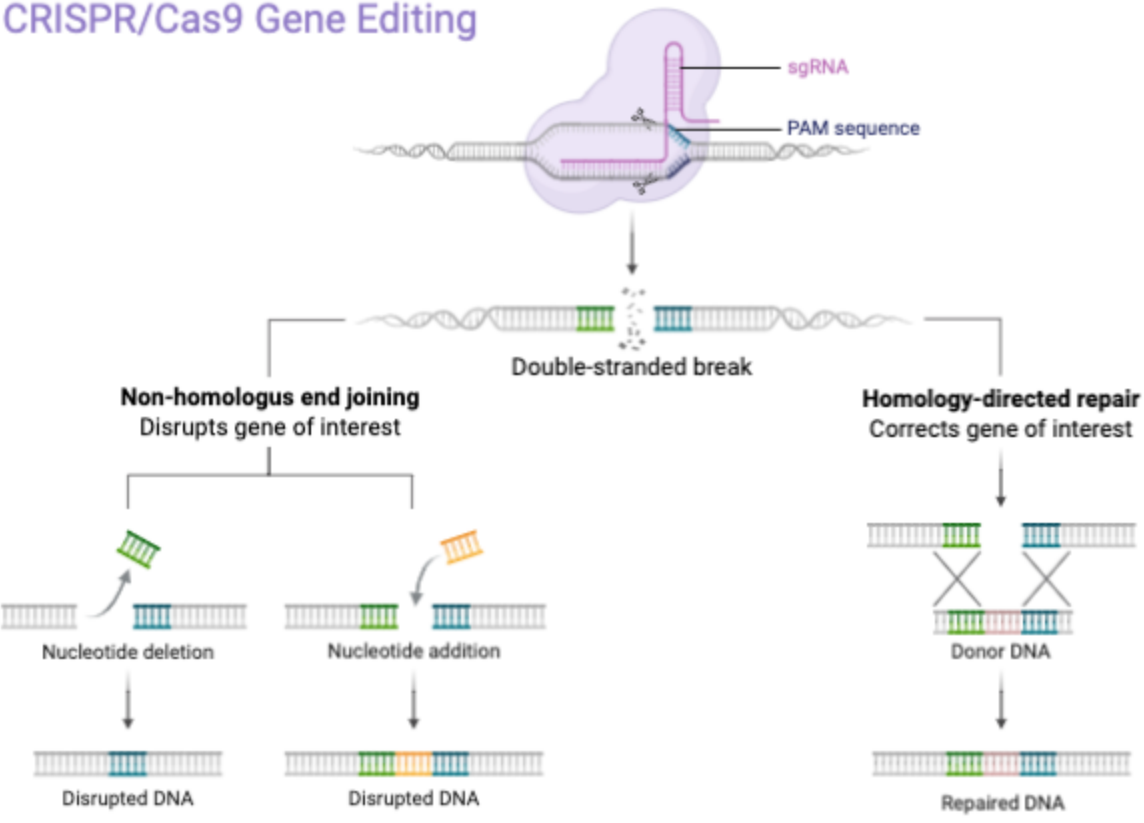 CRISPR/Cas9 Gene Editing
sgRNA
PAM sequence
Double-stranded break
Non-homologus end joining
Disrupts gene of interest
Homology-directed repair
Corrects gene of interest
Nucleotide deletion
Nucleotide addition
Donor DNA
Disrupted DNA
Disrupted DNA
Repaired DNA